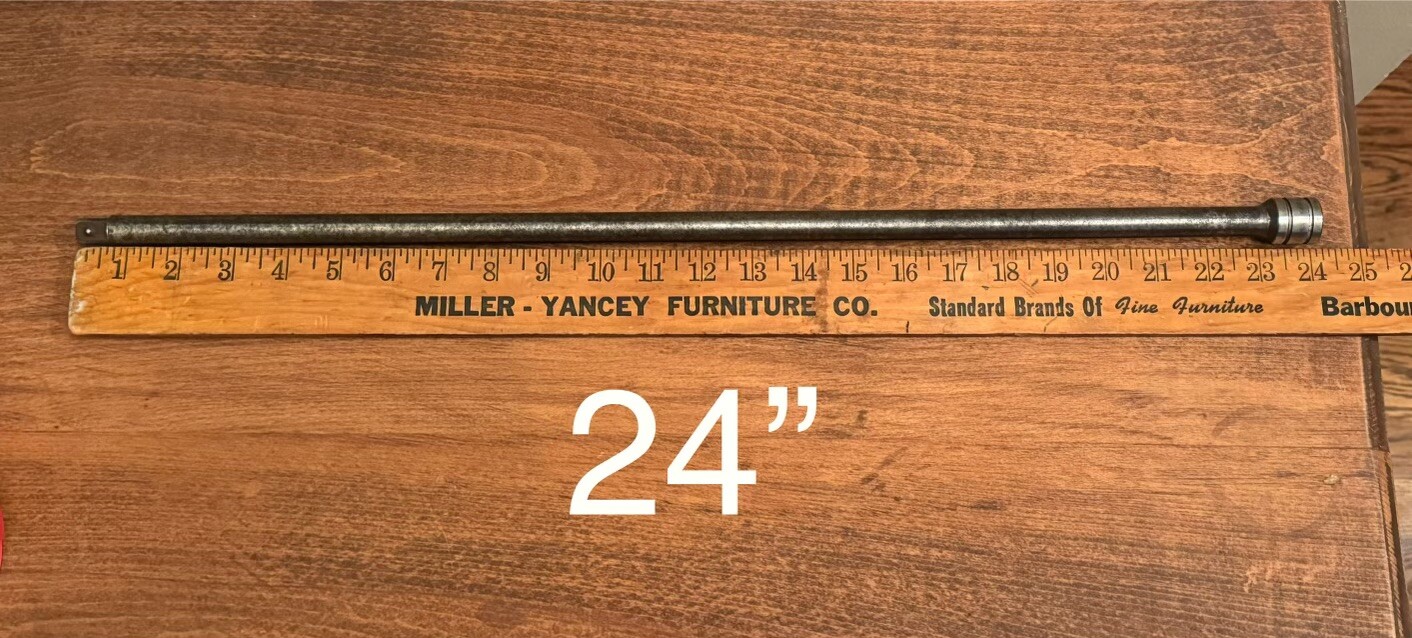 1 2 3 4 5 6 7 8 9 10 11 12 13 14 15 16 17 18 19 20 21 22 23 24 25 2
MILLER - YANCEY FURNITURE CO. Standard Brands Of Fine Furniture Barbour
24”